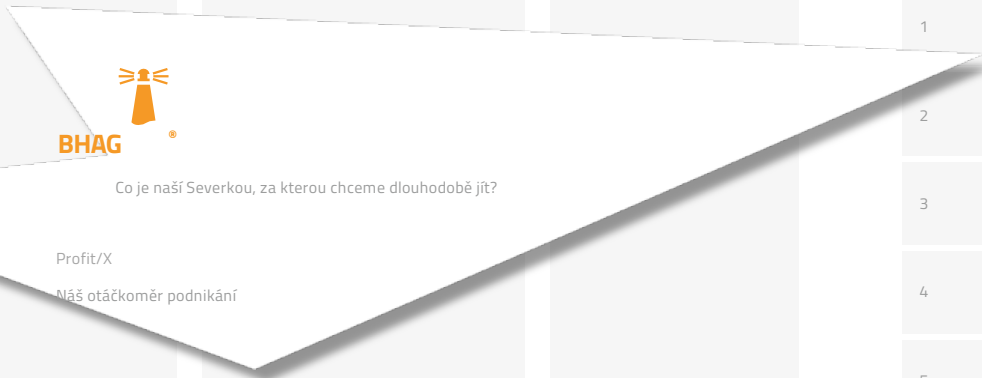 BHAG
®
Co je naší Severkou, za kterou chceme dlouhodobě jít?
Profit/X
Náš otáčkoměr podnikání
1
2
3
4